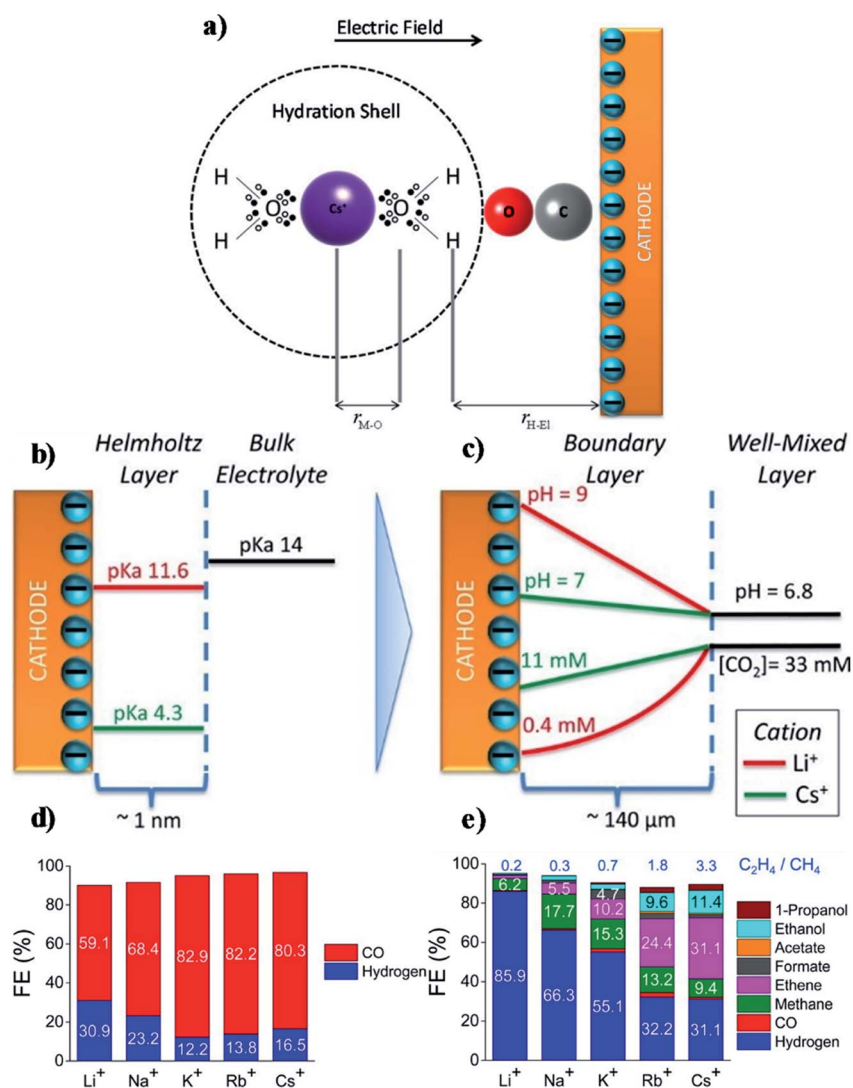 a)
Electric Field
Hydration Shell
H H
O Cs⁺ O O C
H H
CATHODE
r_M-O
r_H-El
b)
Helmholtz
Layer
Bulk
Electrolyte
pKa 14
pKa 11.6
CATHODE
pKa 4.3
~ 1 nm
c)
Boundary
Layer
Well-Mixed
Layer
pH = 9
pH = 7
pH = 6.8
CATHODE
11 mM
[CO₂]= 33 mM
0.4 mM
Cation
Li⁺
Cs⁺
~ 140 μm
d)
FE (%)
100
80
60
40
20
0
59.1 68.4 82.9 82.2 80.3
30.9 23.2 12.2 13.8 16.5
Li⁺ Na⁺ K⁺ Rb⁺ Cs⁺
CO
Hydrogen
e)
0.2 0.3 0.7 1.8 3.3 C₂H₄ / CH₄
FE (%)
100
80
60
40
20
0
6.2
85.9
5.5
17.7
66.3
4.7
10.2
15.3
55.1
9.6
24.4
13.2
32.2
11.4
31.1
9.4
31.1
Li⁺ Na⁺ K⁺ Rb⁺ Cs⁺
1-Propanol
Ethanol
Acetate
Formate
Ethene
Methane
CO
Hydrogen